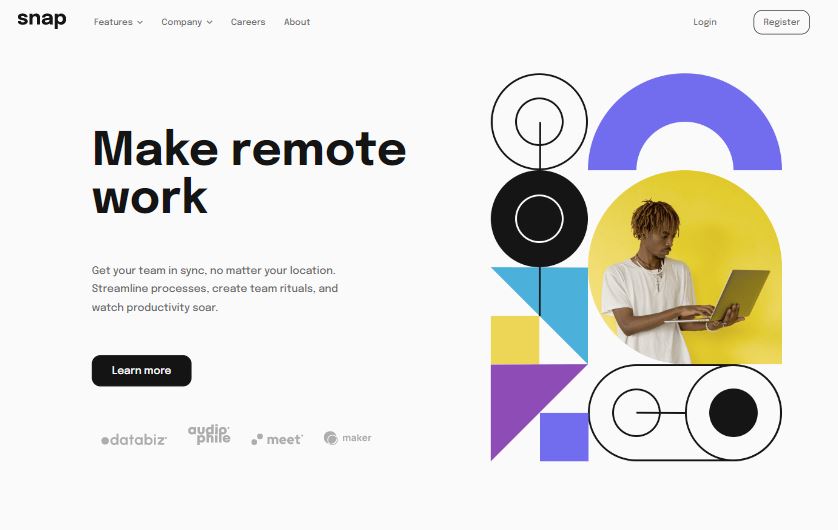 snap
Features
Company
Careers
About
Login
Register
Make remote
work
Get your team in sync, no matter your location.
Streamline processes, create team rituals, and
watch productivity soar.
Learn more
databiz
audiophile
meet
maker